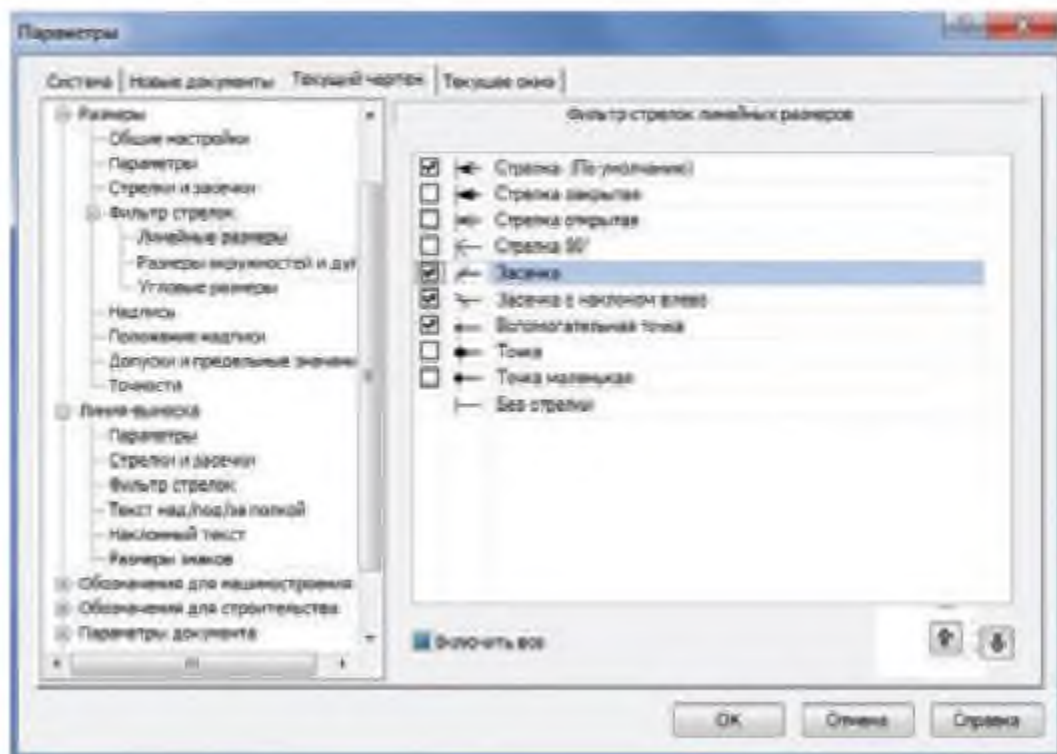 Параметры
Система Новые документы Текущий чертеж Текущее окно
Размеры
Общие настройки
Параметры
Стрелки и засечки
Фильтр стрелок
Линейные размеры
Размеры окружностей и дуг
Угловые размеры
Надпись
Положение надписи
Допуски и предельные значени
Точности
Линия-выноска
Параметры
Стрелки и засечки
Фильтр стрелок
Текст над/под/за полкой
Наклонный текст
Размеры знаков
Обозначения для машиностроения
Обозначения для строительства
Параметры документа
Фильтр стрелок линейных размеров
Стрелка (По умолчанию)
Стрелка закрытая
Стрелка открытая
Стрелка 90°
Засечка
Засечка с наклоном влево
Вспомогательная точка
Точка
Точка маленькая
Без стрелки
Включить все
OK Отмена Справка